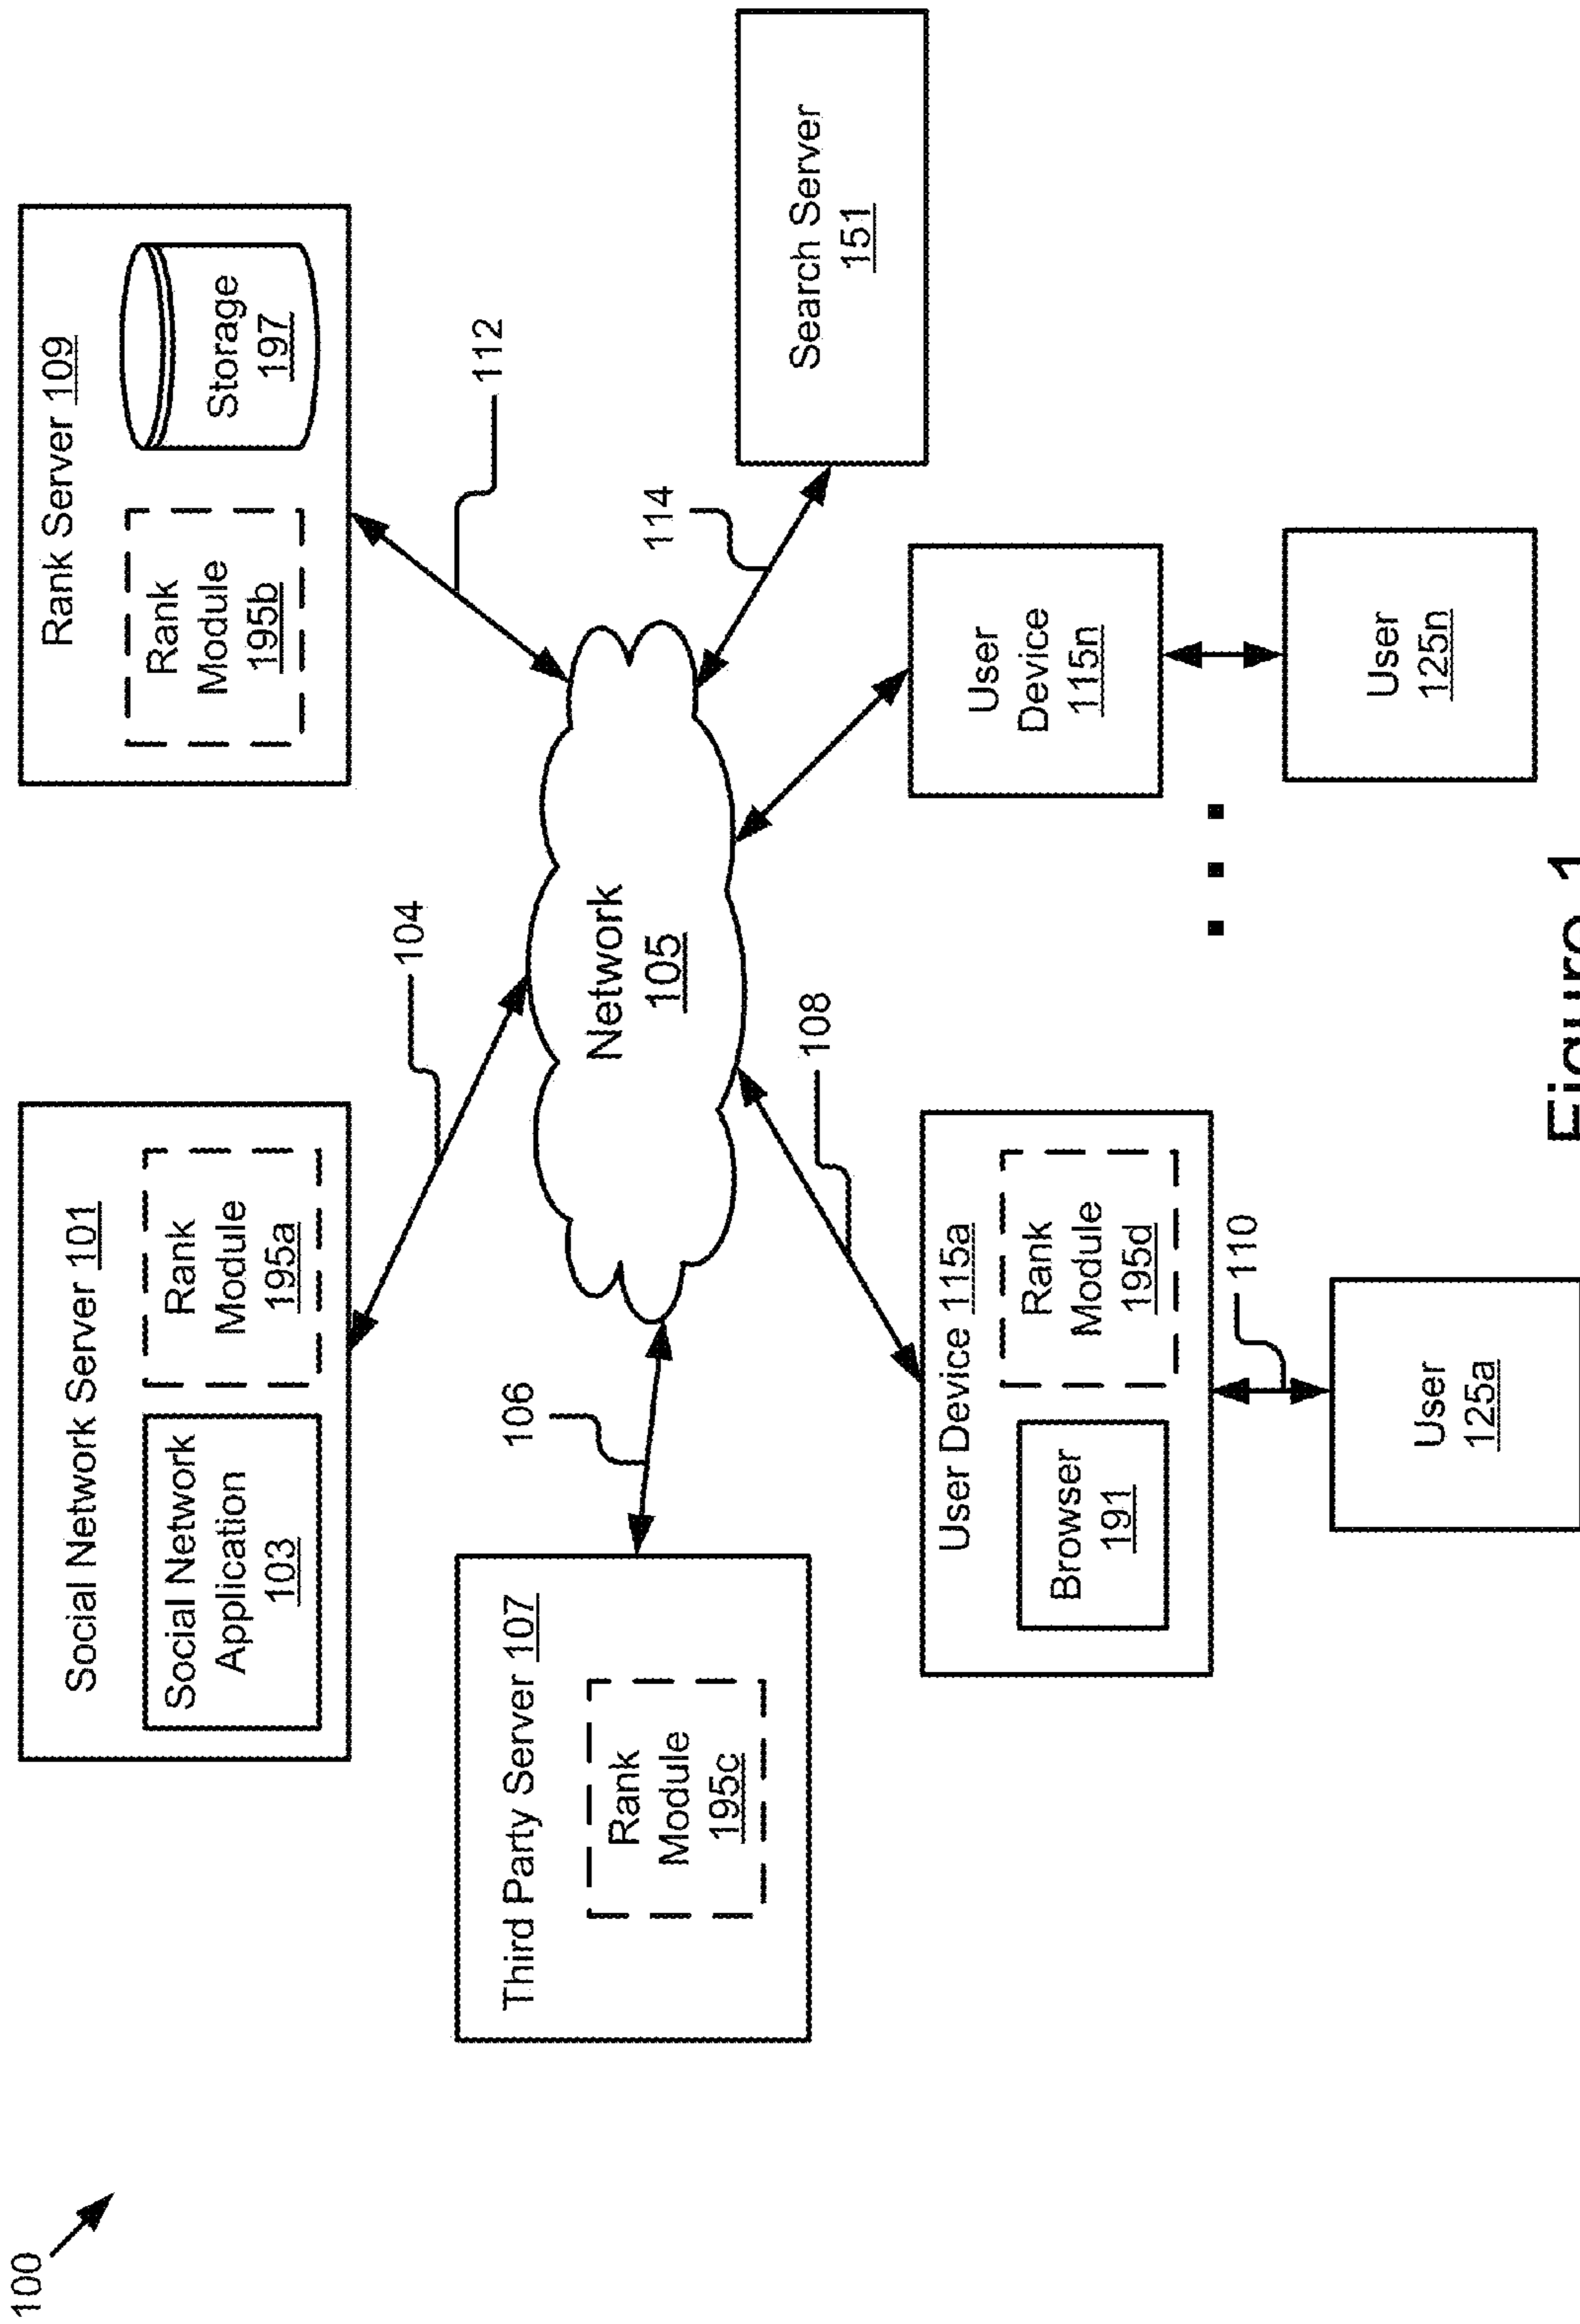 100
Social Network Server 101
Social Network
Application
103
Rank
Module
195a
Rank Server 109
Rank
Module
195b
Storage
197
104
112
106
Third Party Server 107
Rank
Module
195c
Network
105
114
Search Server
151
108
User Device 115a
Browser
191
Rank
Module
195d
User
Device
115n
110
User
125a
User
125n
Figure 1